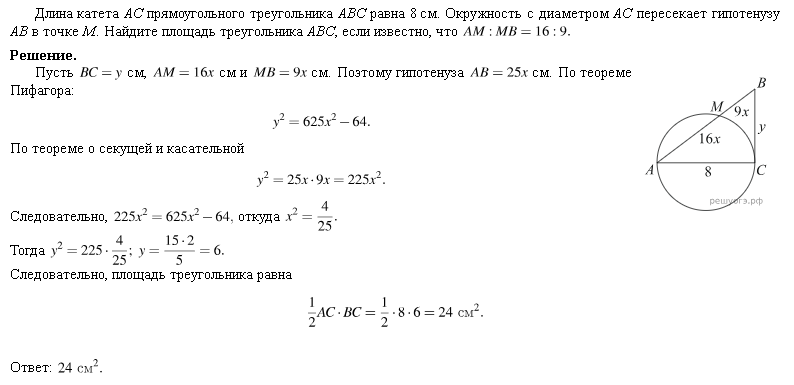 Длина катета AC прямоугольного треугольника ABC равна 8 см. Окружность с диаметром AC пересекает гипотенузу
AB в точке M. Найдите площадь треугольника ABC, если известно, что AM : MB = 16 : 9.
Решение.
Пусть BC = y см, AM = 16x см и MB = 9x см. Поэтому гипотенуза AB = 25x см. По теореме
Пифагора:
y² = 625x² − 64.
По теореме о секущей и касательной
y² = 25x · 9x = 225x².
Следовательно, 225x² = 625x² − 64, откуда x² = 4/25.
Тогда y² = 225 · 4/25; y = 15 · 2/5 = 6.
Следовательно, площадь треугольника равна
1/2 AC · BC = 1/2 · 8 · 6 = 24 см².
Ответ: 24 см².
B
M
9x
y
16x
A
8
C
решуогэ.рф